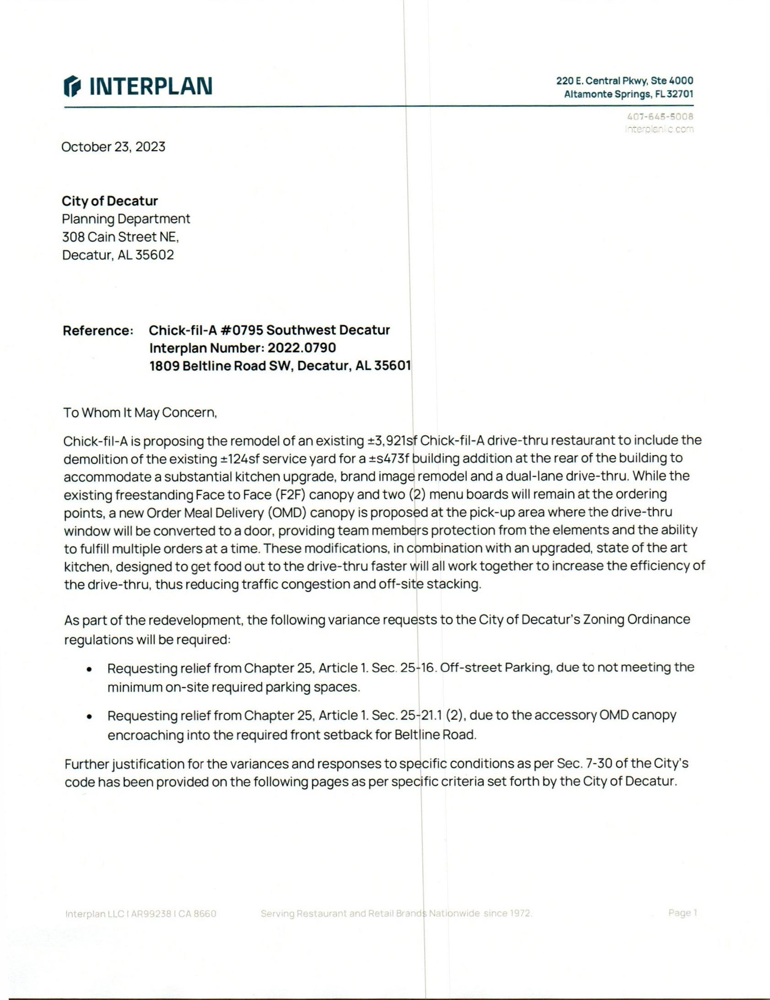 INTERPLAN
220 E. Central Pkwy, Ste 4000
Altamonte Springs, FL 32701
407-645-5008
interplanllc.com
October 23, 2023
City of Decatur
Planning Department
308 Cain Street NE,
Decatur, AL 35602
Reference: Chick-fil-A #0795 Southwest Decatur
Interplan Number: 2022.0790
1809 Beltline Road SW, Decatur, AL 35601
To Whom It May Concern,
Chick-fil-A is proposing the remodel of an existing ±3,921sf Chick-fil-A drive-thru restaurant to include the
demolition of the existing ±124sf service yard for a ±s473f building addition at the rear of the building to
accommodate a substantial kitchen upgrade, brand image remodel and a dual-lane drive-thru. While the
existing freestanding Face to Face (F2F) canopy and two (2) menu boards will remain at the ordering
points, a new Order Meal Delivery (OMD) canopy is proposed at the pick-up area where the drive-thru
window will be converted to a door, providing team members protection from the elements and the ability
to fulfill multiple orders at a time. These modifications, in combination with an upgraded, state of the art
kitchen, designed to get food out to the drive-thru faster will all work together to increase the efficiency of
the drive-thru, thus reducing traffic congestion and off-site stacking.
As part of the redevelopment, the following variance requests to the City of Decatur's Zoning Ordinance
regulations will be required:
• Requesting relief from Chapter 25, Article 1. Sec. 25-16. Off-street Parking, due to not meeting the
minimum on-site required parking spaces.
• Requesting relief from Chapter 25, Article 1. Sec. 25-21.1 (2), due to the accessory OMD canopy
encroaching into the required front setback for Beltline Road.
Further justification for the variances and responses to specific conditions as per Sec. 7-30 of the City's
code has been provided on the following pages as per specific criteria set forth by the City of Decatur.
Interplan LLC | AR99238 | CA 8660 Serving Restaurant and Retail Brands Nationwide since 1972. Page 1